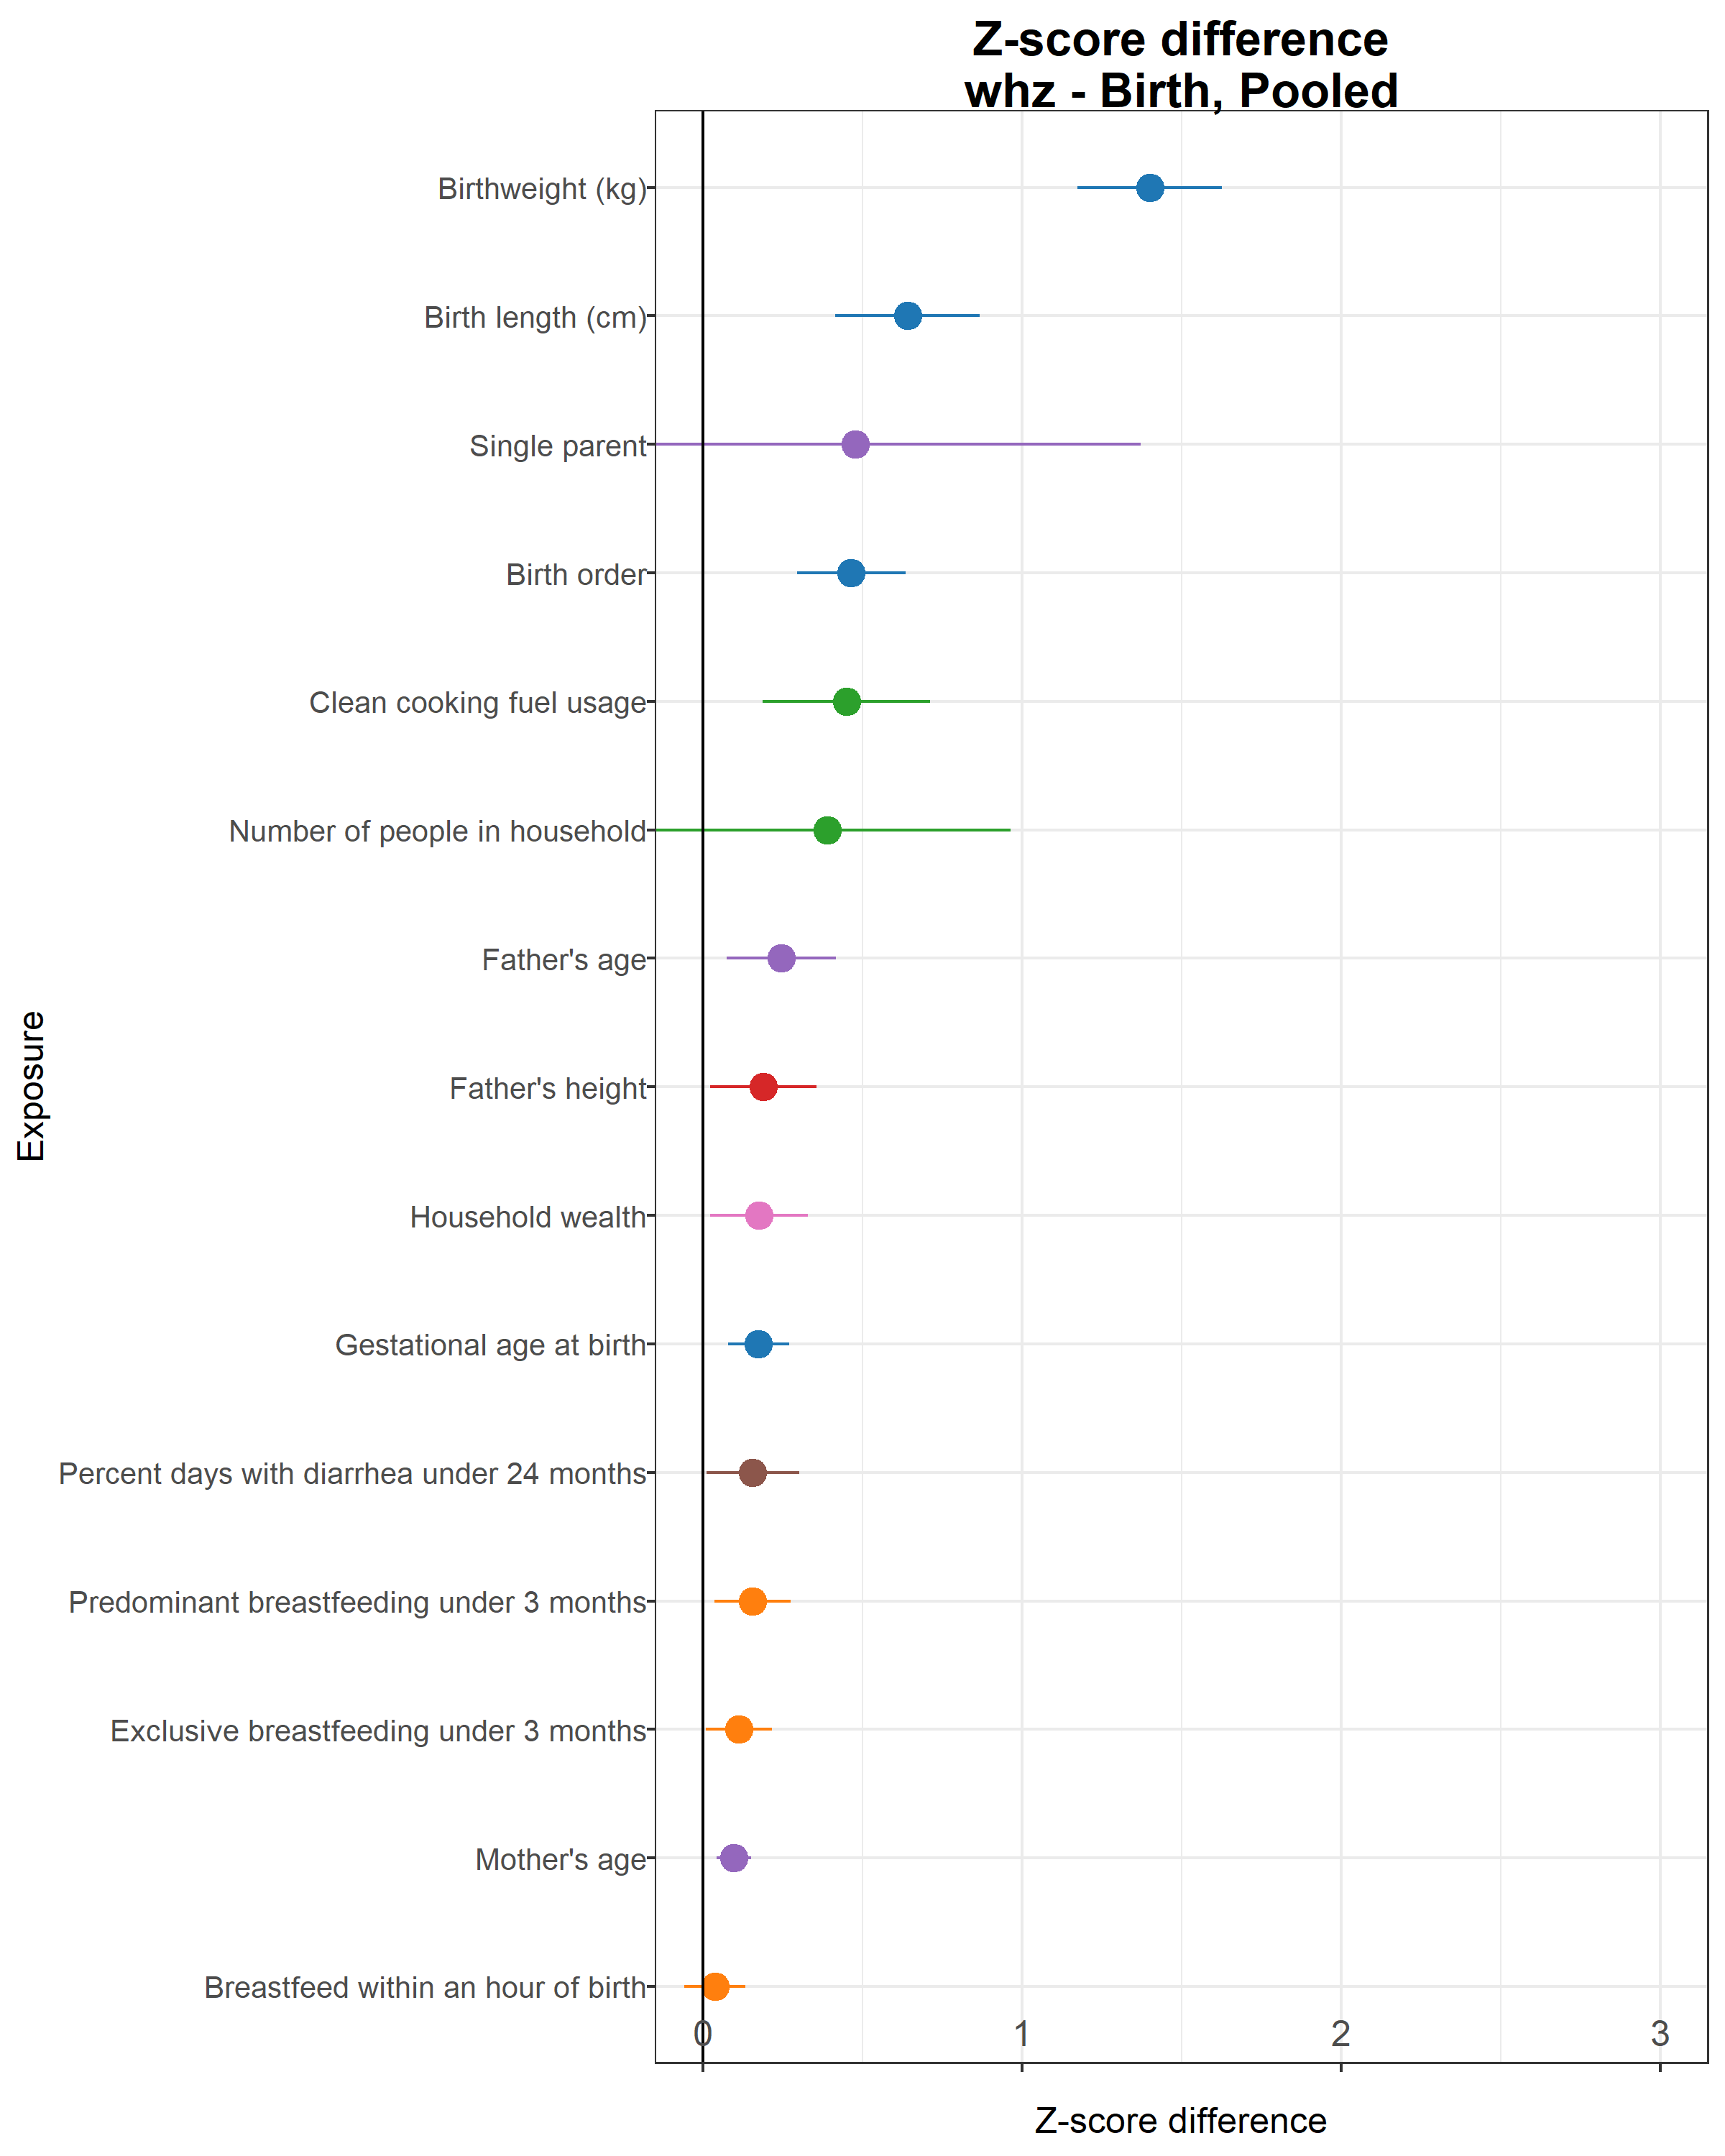 Z-score difference
whz - Birth, Pooled
Exposure
Birthweight (kg)
Birth length (cm)
Single parent
Birth order
Clean cooking fuel usage
Number of people in household
Father's age
Father's height
Household wealth
Gestational age at birth
Percent days with diarrhea under 24 months
Predominant breastfeeding under 3 months
Exclusive breastfeeding under 3 months
Mother's age
Breastfeed within an hour of birth
0 1 2 3
Z-score difference